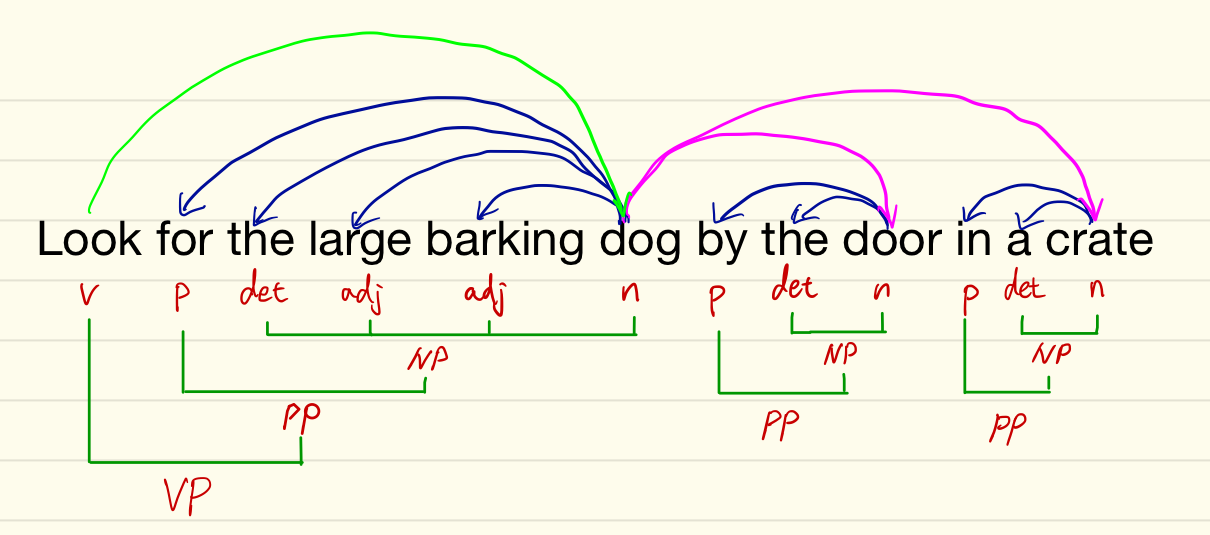 Look for the large barking dog by the door in a crate
v p det adj adj n p det n p det n
NP NP NP
PP PP PP
VP